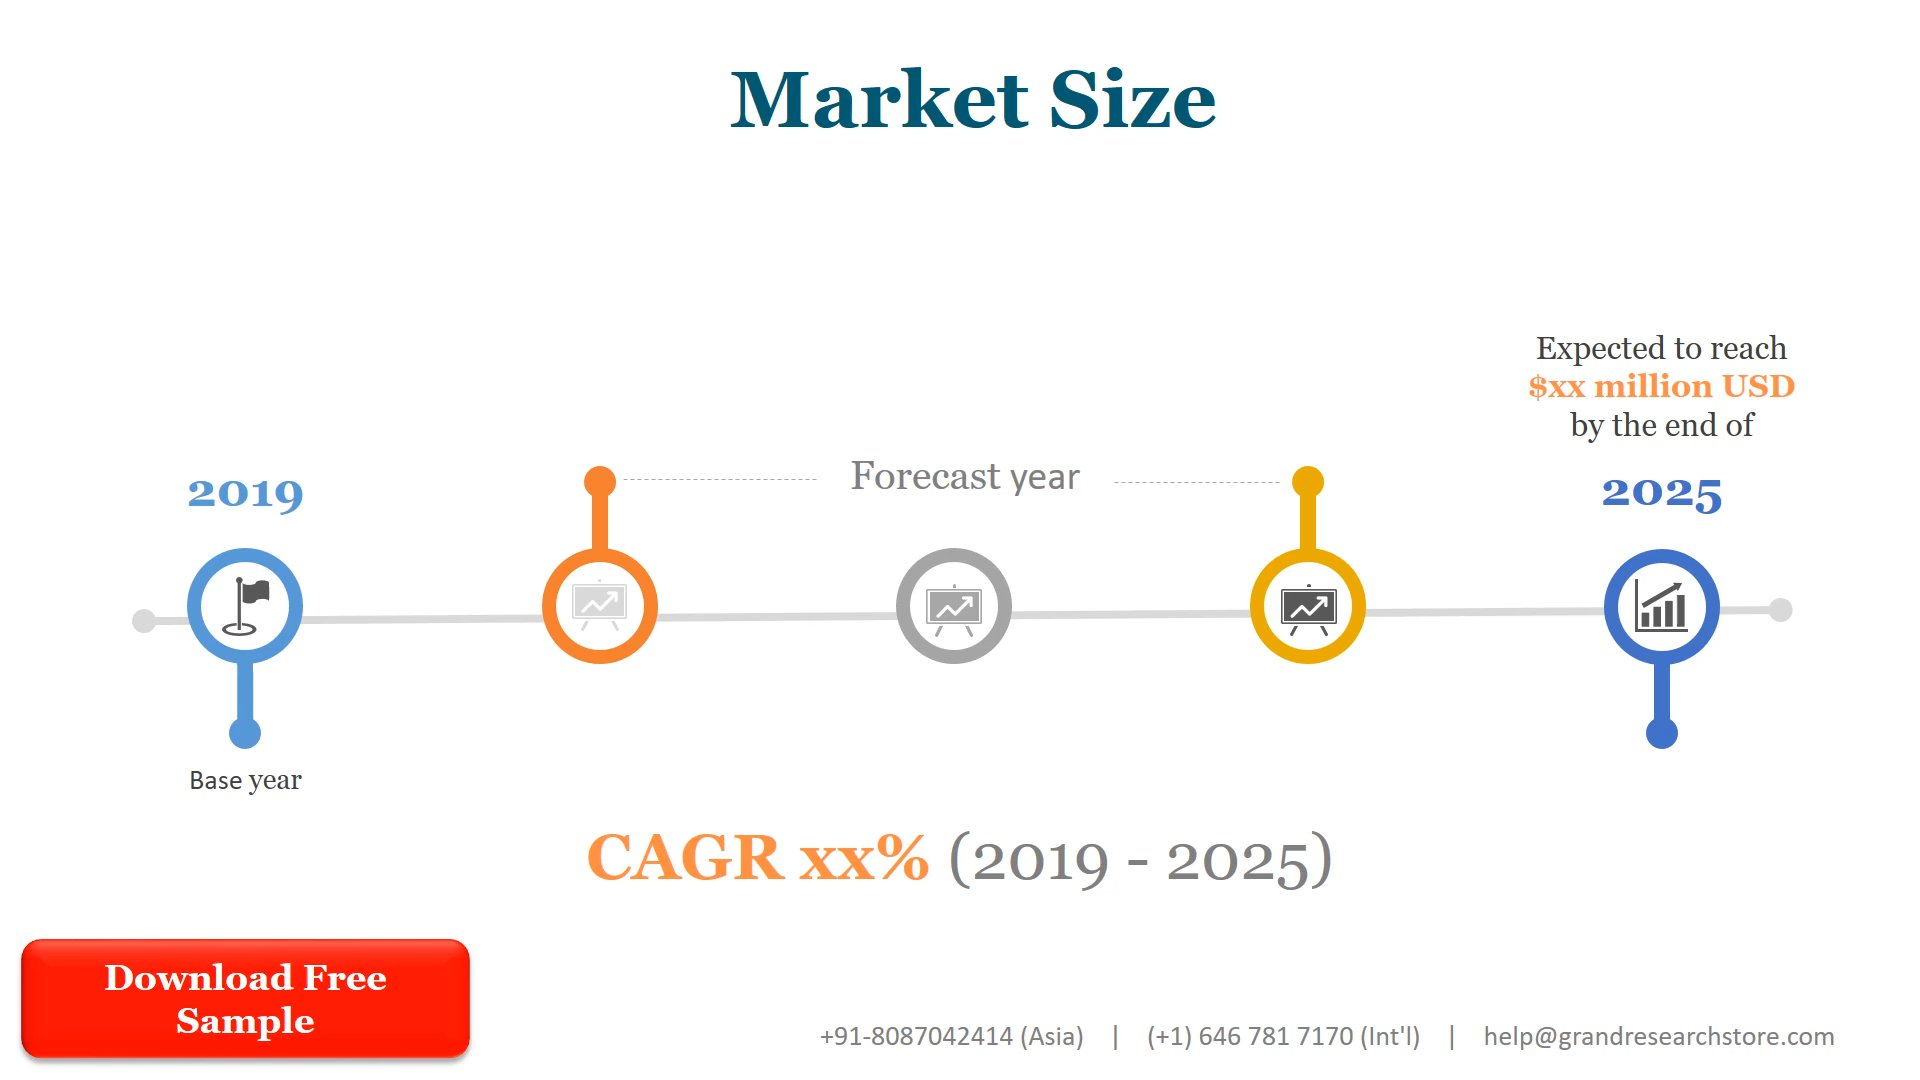 Market Size
Expected to reach
$xx million USD
by the end of
2025
2019
Forecast year
Base year
CAGR xx% (2019 - 2025)
Download Free
Sample
+91-8087042414 (Asia) | (+1) 646 781 7170 (Int'l) | help@grandresearchstore.com